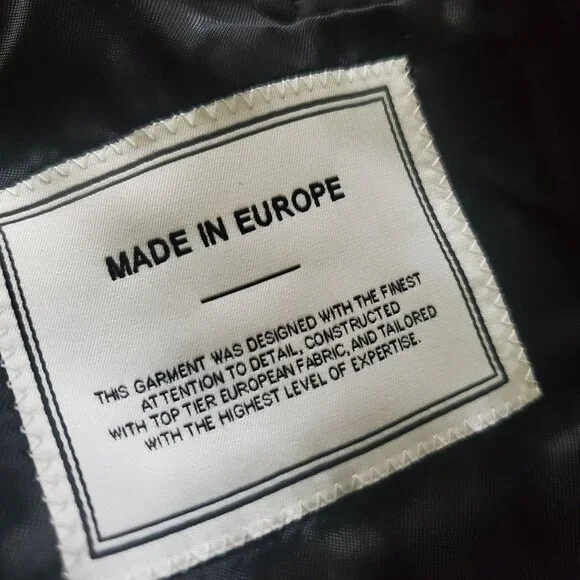 MADE IN EUROPE
THIS GARMENT WAS DESIGNED WITH THE FINEST
ATTENTION TO DETAIL, CONSTRUCTED
WITH TOP TIER EUROPEAN FABRIC, AND TAILORED
WITH THE HIGHEST LEVEL OF EXPERTISE.